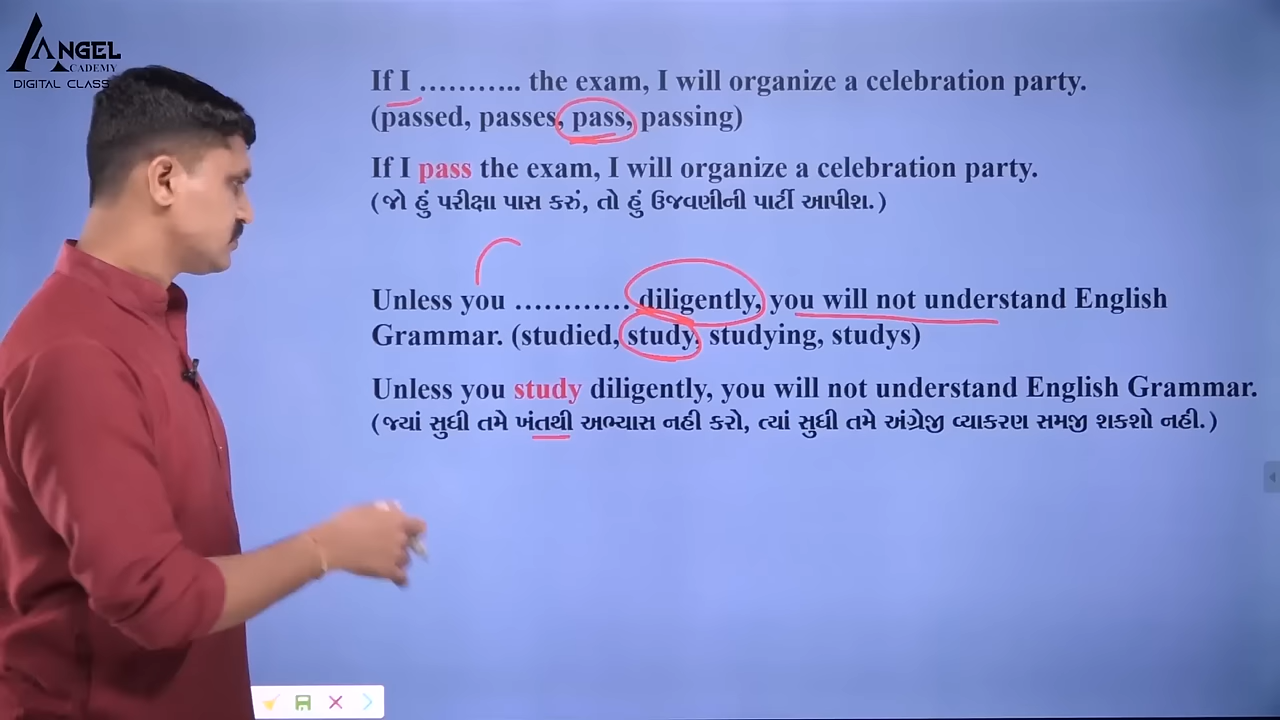 ANGEL
ACADEMY
DIGITAL CLASS
If I ……….. the exam, I will organize a celebration party.
(passed, passes, pass, passing)
If I pass the exam, I will organize a celebration party.
(જો હું પરીક્ષા પાસ કરું, તો હું ઉજવણીની પાર્ટી આપીશ.)
Unless you …………. diligently, you will not understand English
Grammar. (studied, study, studying, studys)
Unless you study diligently, you will not understand English Grammar.
(જ્યાં સુધી તમે ખંતથી અભ્યાસ નહી કરો, ત્યાં સુધી તમે અંગ્રેજી વ્યાકરણ સમજી શકશો નહી.)